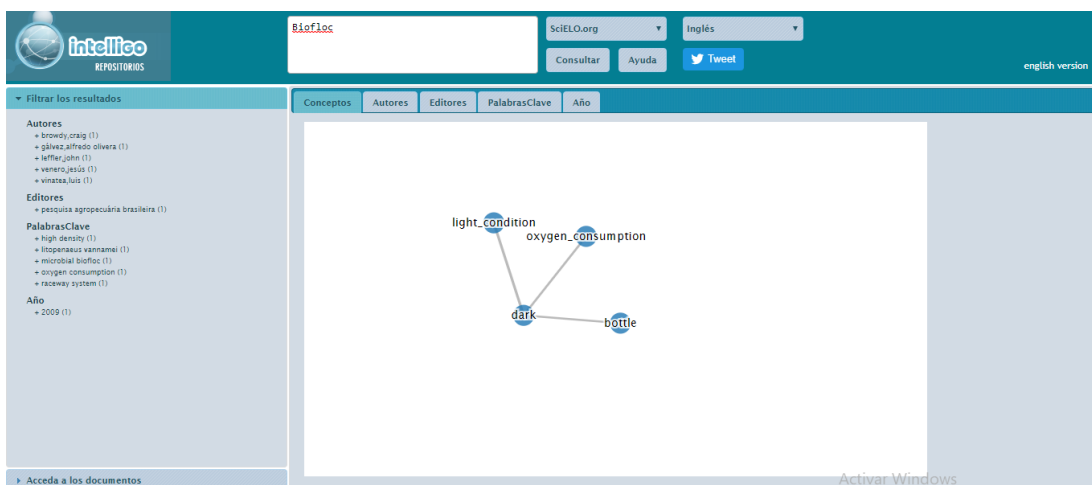 Biofloc
SciELO.org
Inglés
intelligo
REPOSITORIOS
Consultar
Ayuda
Tweet
english version
Filtrar los resultados
Conceptos
Autores
Editores
PalabrasClave
Año
Autores
+ browdy,craig (1)
+ gálvez,alfredo olivera (1)
+ leffler,john (1)
+ venero,jesús (1)
+ vinatea,luis (1)
Editores
+ pesquisa agropecuária brasileira (1)
PalabrasClave
+ high density (1)
+ litopenaeus vannamei (1)
+ microbial biofloc (1)
+ oxygen consumption (1)
+ raceway system (1)
Año
+ 2009 (1)
light_condition
oxygen_consumption
dark
bottle
Acceda a los documentos
Activar Windows